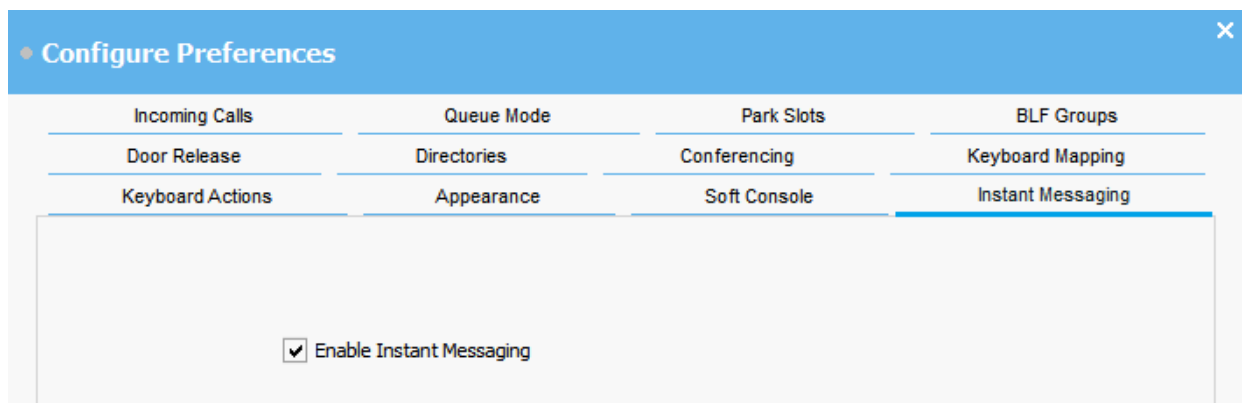 Configure Preferences
Incoming Calls Queue Mode Park Slots BLF Groups
Door Release Directories Conferencing Keyboard Mapping
Keyboard Actions Appearance Soft Console Instant Messaging
Enable Instant Messaging